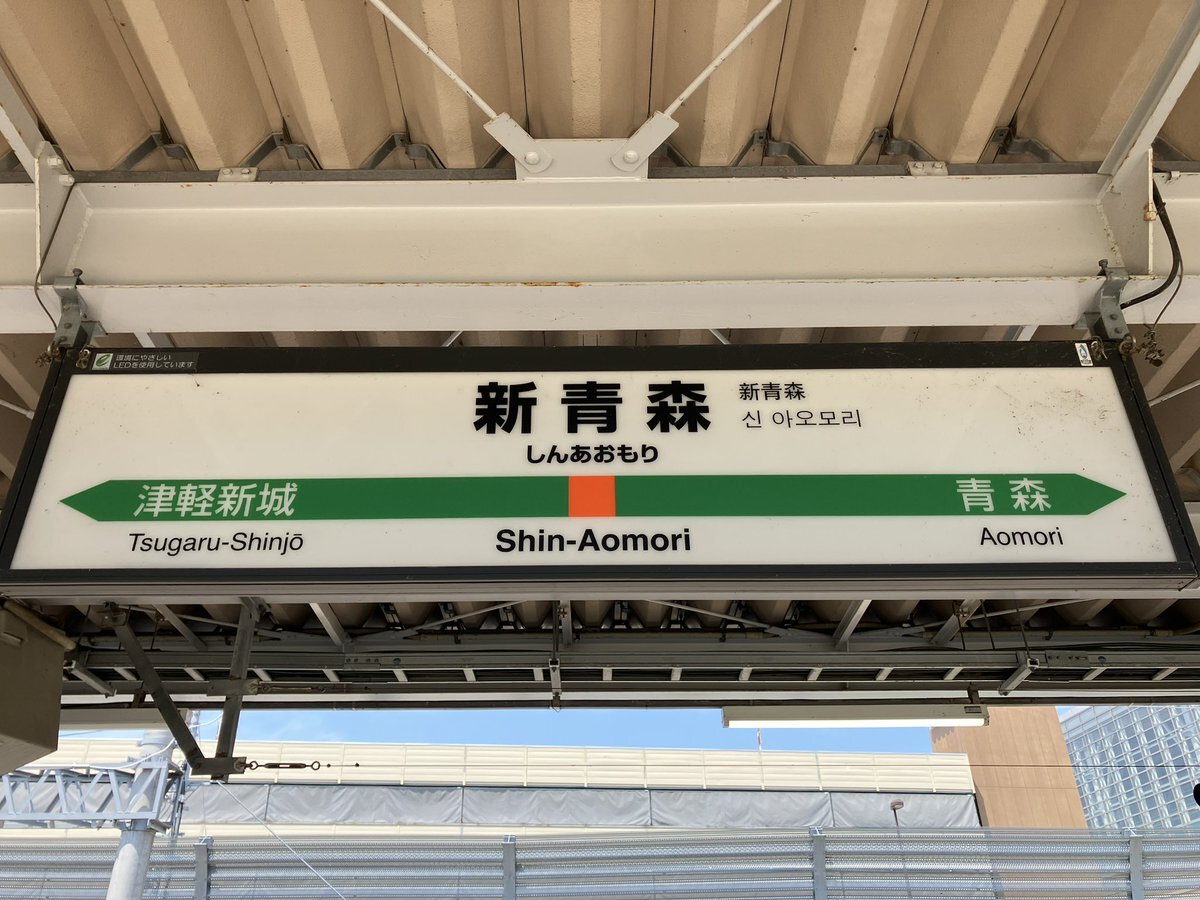 環境にやさしい
LEDを使用しています
新青森
新青森
신 아오모리
しんあおもり
津軽新城
青森
Tsugaru-Shinjō
Shin-Aomori
Aomori